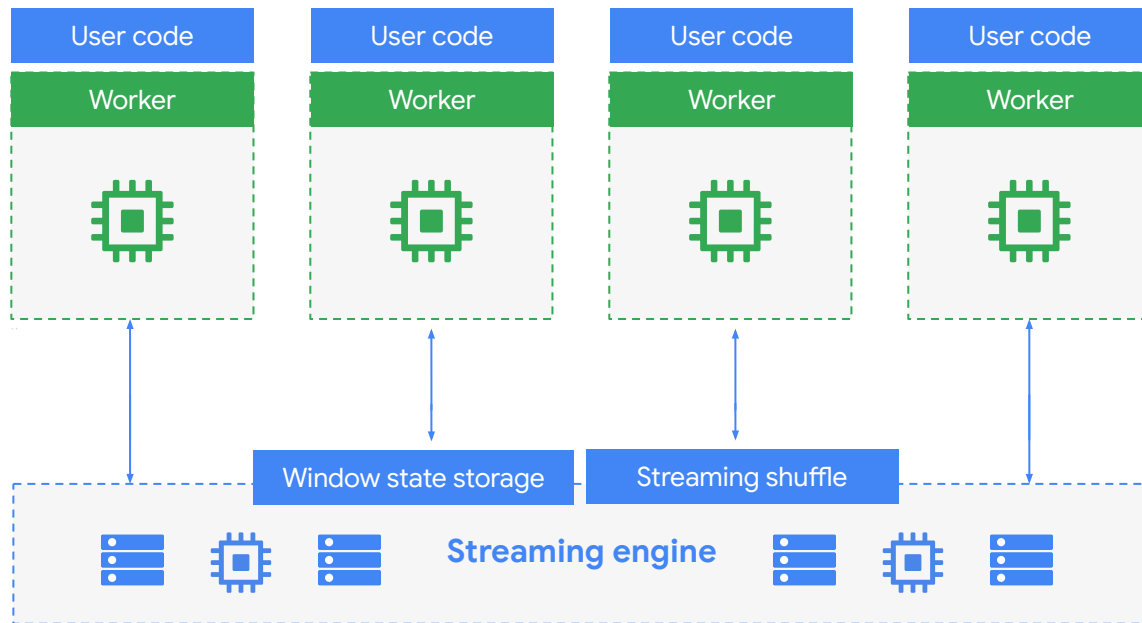 User code
User code
User code
User code
Worker
Worker
Worker
Worker
Window state storage
Streaming shuffle
Streaming engine